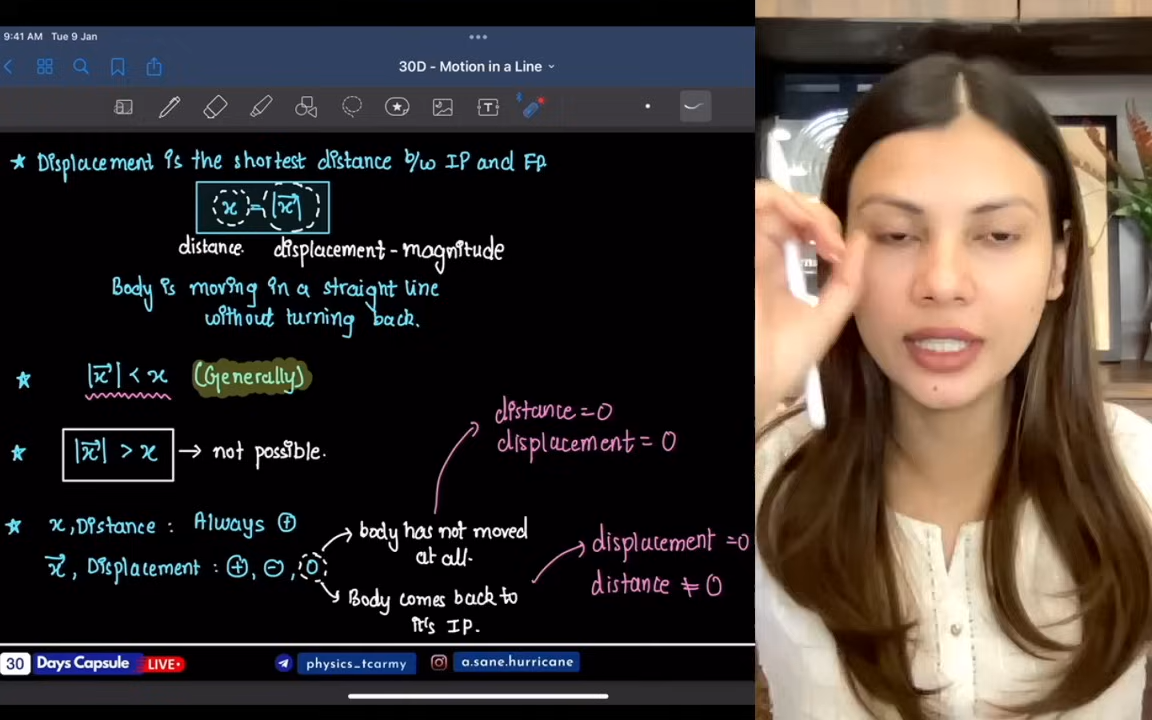 9:41 AM Tue 9 Jan
30D - Motion in a Line
★ Displacement is the shortest distance b/w IP and FP
x = |x⃗|
distance. displacement - magnitude
Body is moving in a straight line
without turning back.
★ |x⃗| < x (Generally)
★ |x⃗| > x → not possible.
distance = 0
displacement = 0
★ x, Distance : Always ⊕
x⃗, Displacement : ⊕, ⊖, 0
body has not moved
at all.
Body comes back to
it's IP.
displacement = 0
distance ≠ 0
30 Days Capsule LIVE
physics_tcarmy
a.sane.hurricane